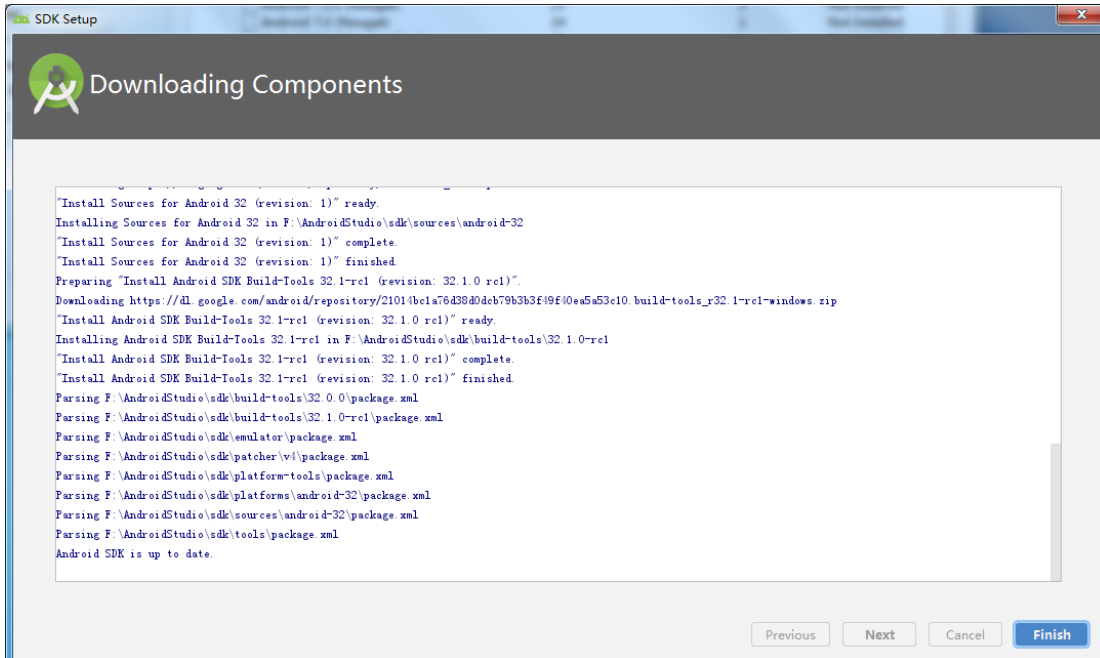 SDK Setup
Downloading Components
"Install Sources for Android 32 (revision: 1)" ready.
Installing Sources for Android 32 in F:\AndroidStudio\sdk\sources\android-32
"Install Sources for Android 32 (revision: 1)" complete.
"Install Sources for Android 32 (revision: 1)" finished.
Preparing "Install Android SDK Build-Tools 32.1-rc1 (revision: 32.1.0 rc1)".
Downloading https://dl.google.com/android/repository/21014bc1a76d38d0dcb79b3b3f49f40ea5a53c10.build-tools_r32.1-rc1-windows.zip
"Install Android SDK Build-Tools 32.1-rc1 (revision: 32.1.0 rc1)" ready.
Installing Android SDK Build-Tools 32.1-rc1 in F:\AndroidStudio\sdk\build-tools\32.1.0-rc1
"Install Android SDK Build-Tools 32.1-rc1 (revision: 32.1.0 rc1)" complete.
"Install Android SDK Build-Tools 32.1-rc1 (revision: 32.1.0 rc1)" finished.
Parsing F:\AndroidStudio\sdk\build-tools\32.0.0\package.xml
Parsing F:\AndroidStudio\sdk\build-tools\32.1.0-rc1\package.xml
Parsing F:\AndroidStudio\sdk\emulator\package.xml
Parsing F:\AndroidStudio\sdk\patcher\v4\package.xml
Parsing F:\AndroidStudio\sdk\platform-tools\package.xml
Parsing F:\AndroidStudio\sdk\platforms\android-32\package.xml
Parsing F:\AndroidStudio\sdk\sources\android-32\package.xml
Parsing F:\AndroidStudio\sdk\tools\package.xml
Android SDK is up to date.
Previous Next Cancel Finish